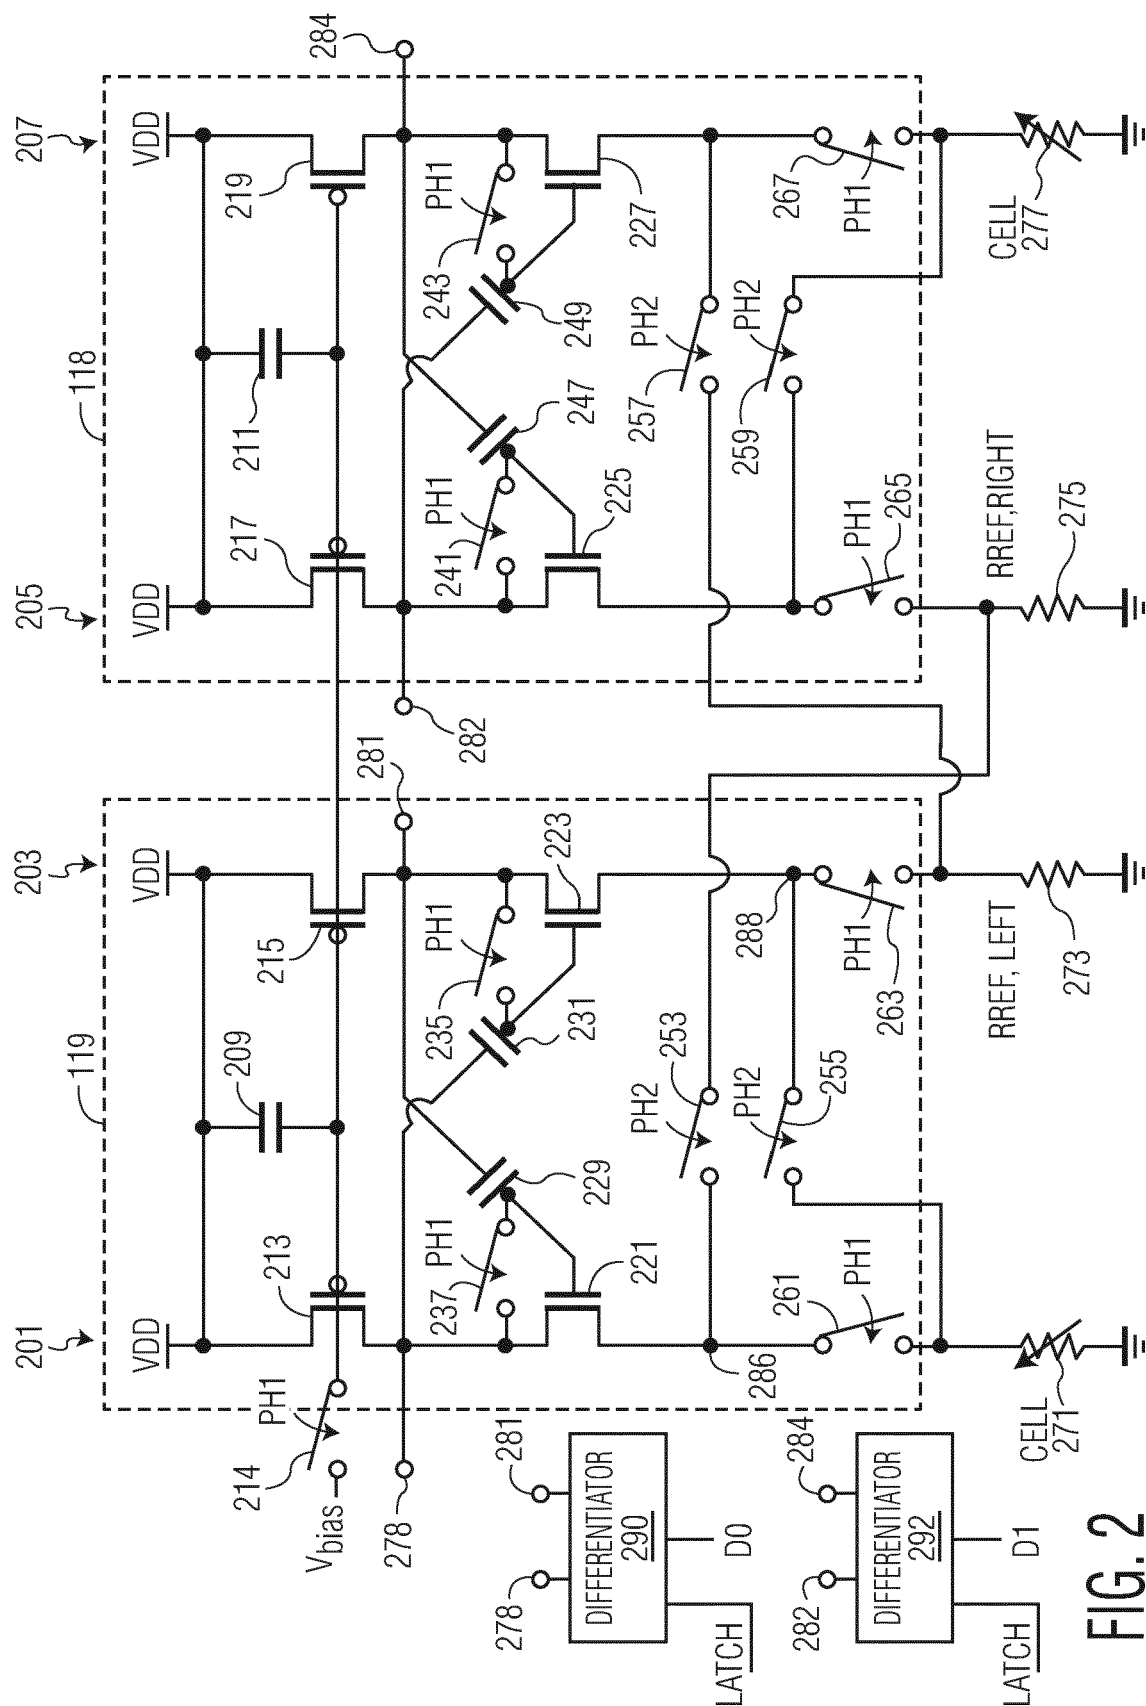 201
203
205
207
119
118
VDD
VDD
VDD
VDD
213
209
215
217
211
219
214
PH1
Vbias
278
281
282
284
237
PH1
229
235
PH1
231
241
PH1
247
243
PH1
249
221
223
225
227
PH2
253
PH2
255
257
PH2
259
PH2
286
288
261
PH1
PH1
263
PH1
265
267
PH1
CELL
271
RREF, LEFT
273
RREF,RIGHT
275
CELL
277
278
281
DIFFERENTIATOR
290
LATCH
D0
282
284
DIFFERENTIATOR
292
LATCH
D1
FIG. 2